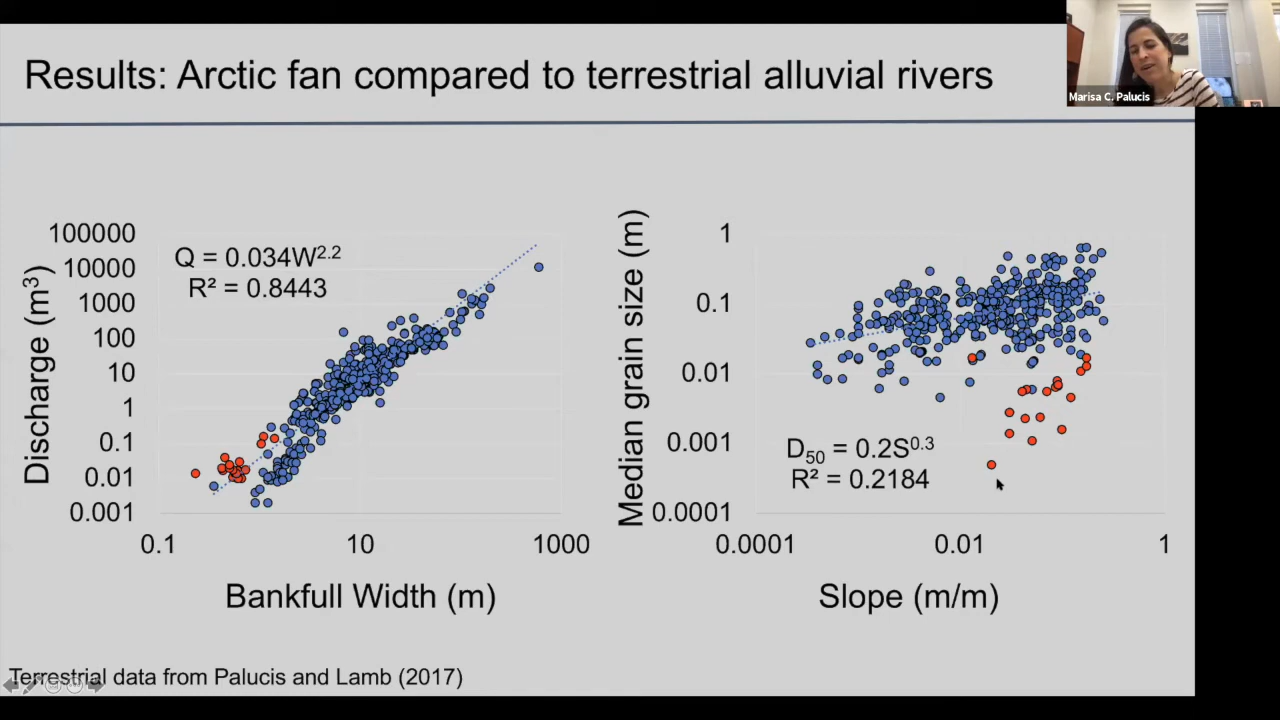 Results: Arctic fan compared to terrestrial alluvial rivers
Marisa C. Palucis
Discharge (m³)
100000
10000
1000
100
10
1
0.1
0.01
0.001
Q = 0.034W²·²
R² = 0.8443
0.1
10
1000
Bankfull Width (m)
Median grain size (m)
1
0.1
0.01
0.001
0.0001
D₅₀ = 0.2S⁰·³
R² = 0.2184
0.0001
0.01
1
Slope (m/m)
Terrestrial data from Palucis and Lamb (2017)